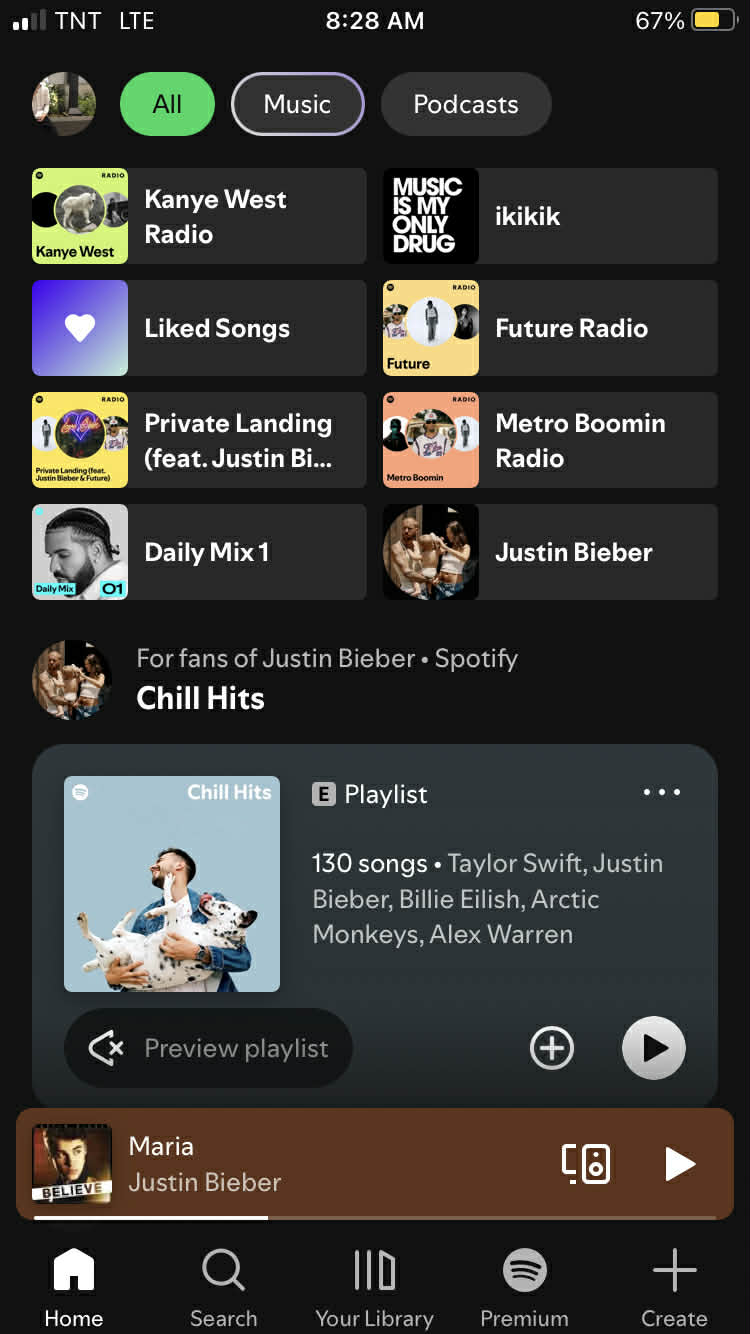 TNT LTE 8:28 AM 67%
All Music Podcasts
RADIO
Kanye West
Kanye West
Radio
MUSIC
IS MY
ONLY
DRUG
ikikik
Liked Songs
RADIO
Future
Future Radio
RADIO
Private Landing (feat.
Justin Bieber & Future)
Private Landing
(feat. Justin Bi...
RADIO
Metro Boomin
Metro Boomin
Radio
Daily Mix 01
Daily Mix 1
Justin Bieber
For fans of Justin Bieber • Spotify
Chill Hits
Chill Hits
E Playlist
130 songs • Taylor Swift, Justin
Bieber, Billie Eilish, Arctic
Monkeys, Alex Warren
Preview playlist
BELIEVE
Maria
Justin Bieber
Home Search Your Library Premium Create